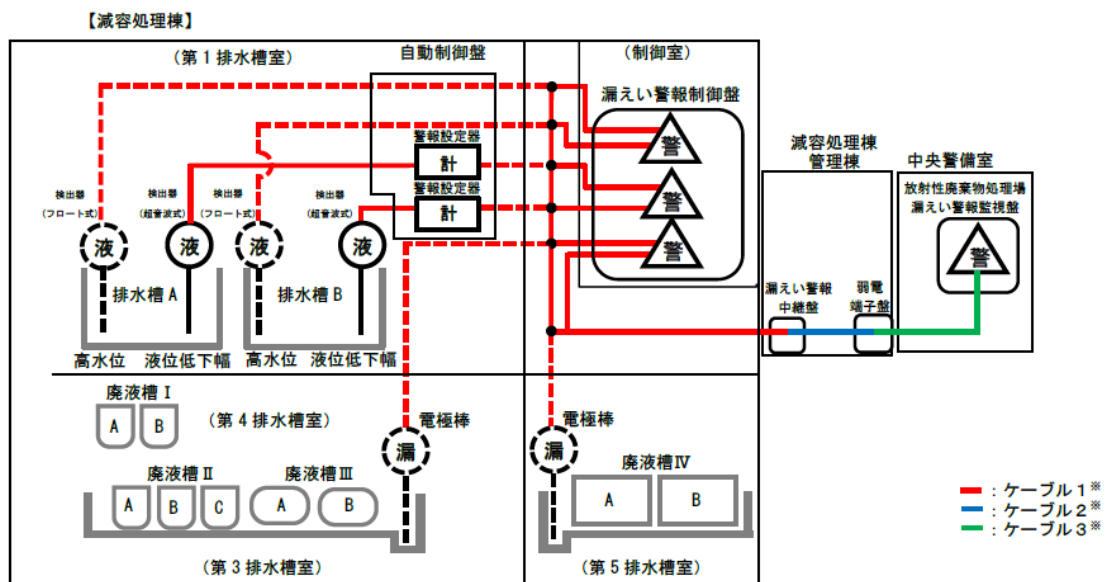 【減容処理棟】
(第1排水槽室)
自動制御盤
(制御室)
漏えい警報制御盤
警
警
警
警報設定器
計
警報設定器
計
検出器
(フロート式)
検出器
(超音波式)
検出器
(フロート式)
検出器
(超音波式)
液
液
液
液
排水槽A
排水槽B
高水位
液位低下幅
高水位
液位低下幅
減容処理棟
管理棟
漏えい警報
中継盤
弱電
端子盤
中央警備室
放射性廃棄物処理場
漏えい警報監視盤
警
廃液槽Ⅰ
A
B
(第4排水槽室)
電極棒
漏
廃液槽Ⅱ
A
B
C
廃液槽Ⅲ
A
B
(第3排水槽室)
電極棒
漏
廃液槽Ⅳ
A
B
(第5排水槽室)
:ケーブル1※
:ケーブル2※
:ケーブル3※